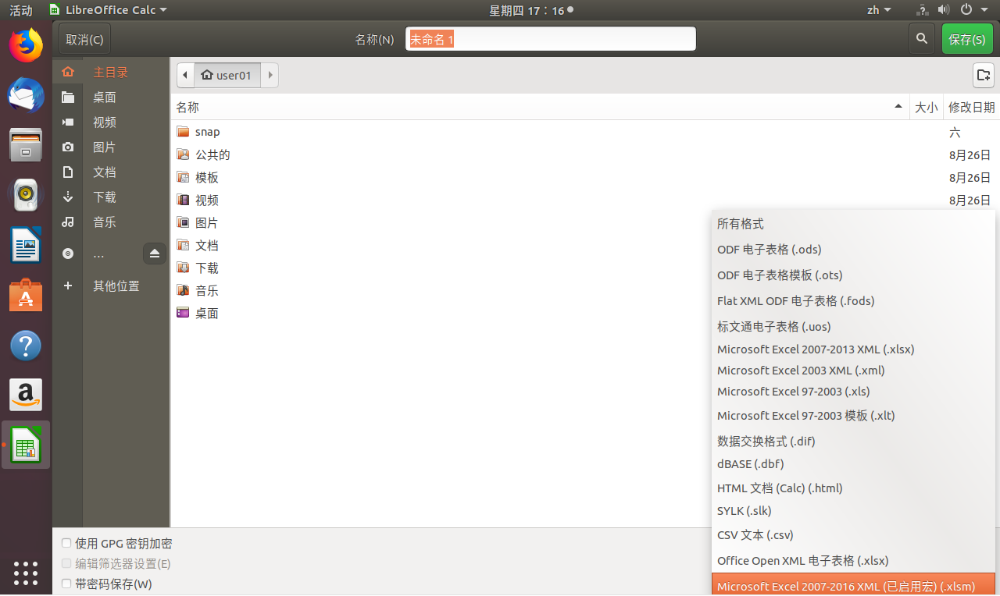 活动 LibreOffice Calc 星期四 17：16 zh
取消(C) 名称(N) 未命名 1 保存(S)
主目录
桌面
视频
图片
文档
下载
音乐
...
其他位置
user01
名称 大小 修改日期
snap 六
公共的 8月26日
模板 8月26日
视频 8月26日
图片
文档
下载
音乐
桌面
所有格式
ODF 电子表格 (.ods)
ODF 电子表格模板 (.ots)
Flat XML ODF 电子表格 (.fods)
标文通电子表格 (.uos)
Microsoft Excel 2007-2013 XML (.xlsx)
Microsoft Excel 2003 XML (.xml)
Microsoft Excel 97-2003 (.xls)
Microsoft Excel 97-2003 模板 (.xlt)
数据交换格式 (.dif)
dBASE (.dbf)
HTML 文档 (Calc) (.html)
SYLK (.slk)
CSV 文本 (.csv)
Office Open XML 电子表格 (.xlsx)
Microsoft Excel 2007-2016 XML (已启用宏) (.xlsm)
使用 GPG 密钥加密
编辑筛选器设置(E)
带密码保存(W)